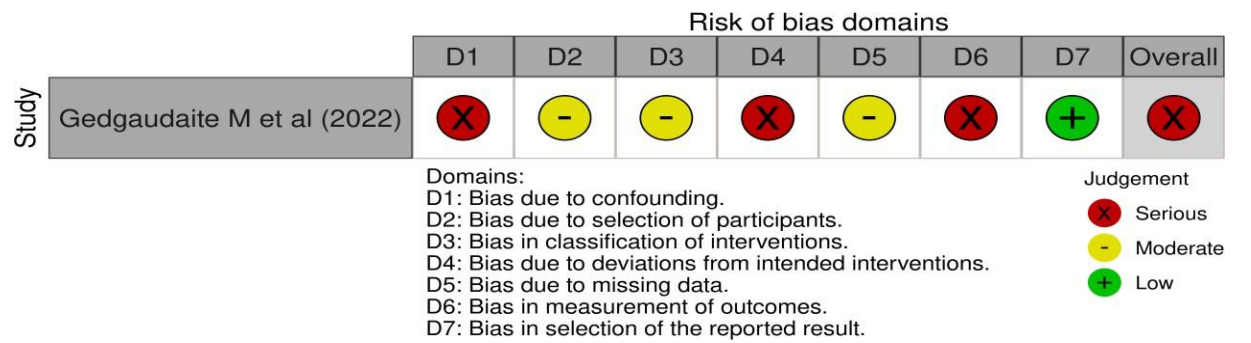 Risk of bias domains
D1 D2 D3 D4 D5 D6 D7 Overall
Study
Gedgaudaite M et al (2022) X - - X - X + X
Domains:
D1: Bias due to confounding.
D2: Bias due to selection of participants.
D3: Bias in classification of interventions.
D4: Bias due to deviations from intended interventions.
D5: Bias due to missing data.
D6: Bias in measurement of outcomes.
D7: Bias in selection of the reported result.
Judgement
X Serious
- Moderate
+ Low